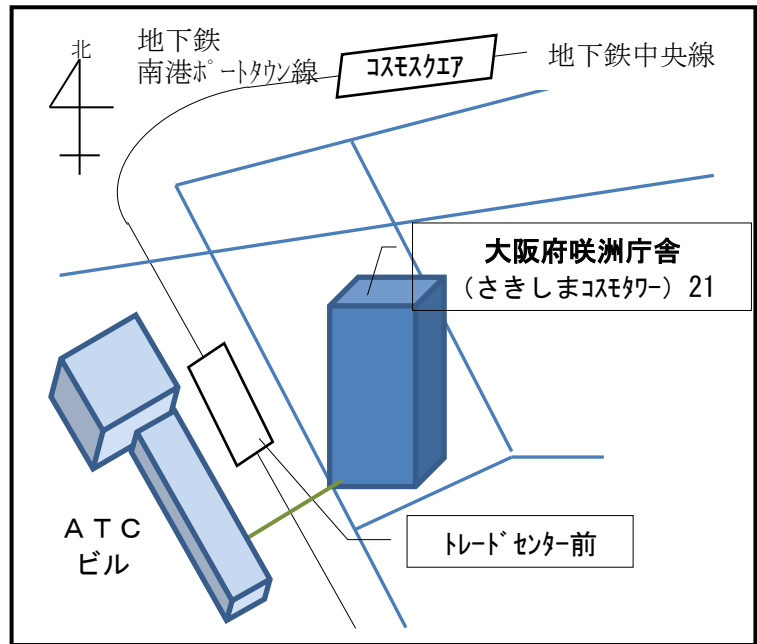 北
地下鉄
南港ﾎﾟｰﾄﾀｳﾝ線
ｺｽﾓｽｸｴｱ
地下鉄中央線
大阪府咲洲庁舎
（さきしまｺｽﾓﾀﾜｰ）21
ＡＴＣ
ビル
ﾄﾚｰﾄﾞｾﾝﾀｰ前